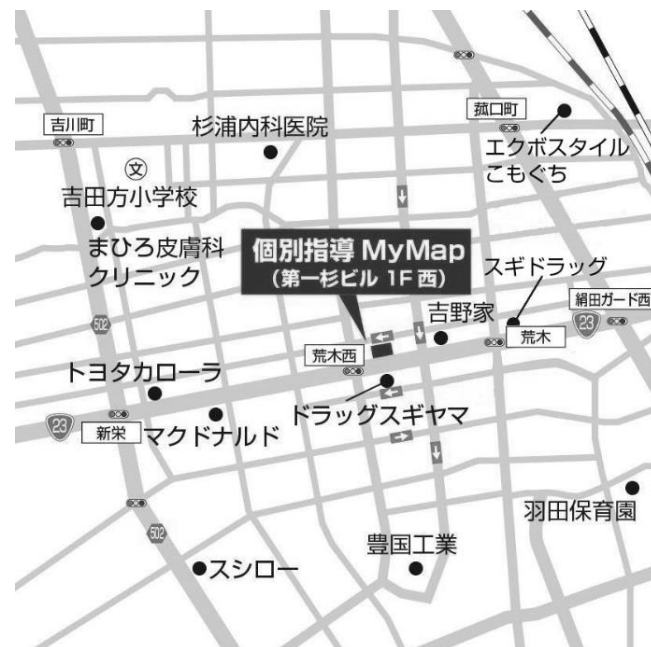 吉川町
菰口町
杉浦内科医院
エクボスタイル
こもぐち
文
吉田方小学校
まひろ皮膚科
クリニック
個別指導 MyMap
(第一杉ビル 1F 西)
スギドラッグ
絹田ガード西
23
吉野家
502
荒木西
荒木
トヨタカローラ
ドラッグスギヤマ
23
新栄
マクドナルド
羽田保育園
502
スシロー
豊国工業